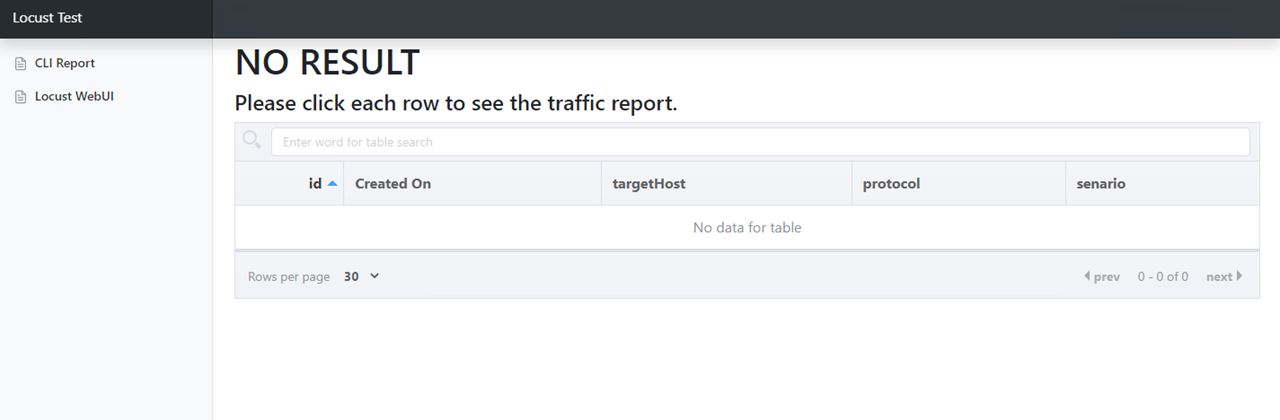 Locust Test
CLI Report
Locust WebUI
NO RESULT
Please click each row to see the traffic report.
Enter word for table search
id Created On targetHost protocol senario
No data for table
Rows per page 30 prev 0 - 0 of 0 next